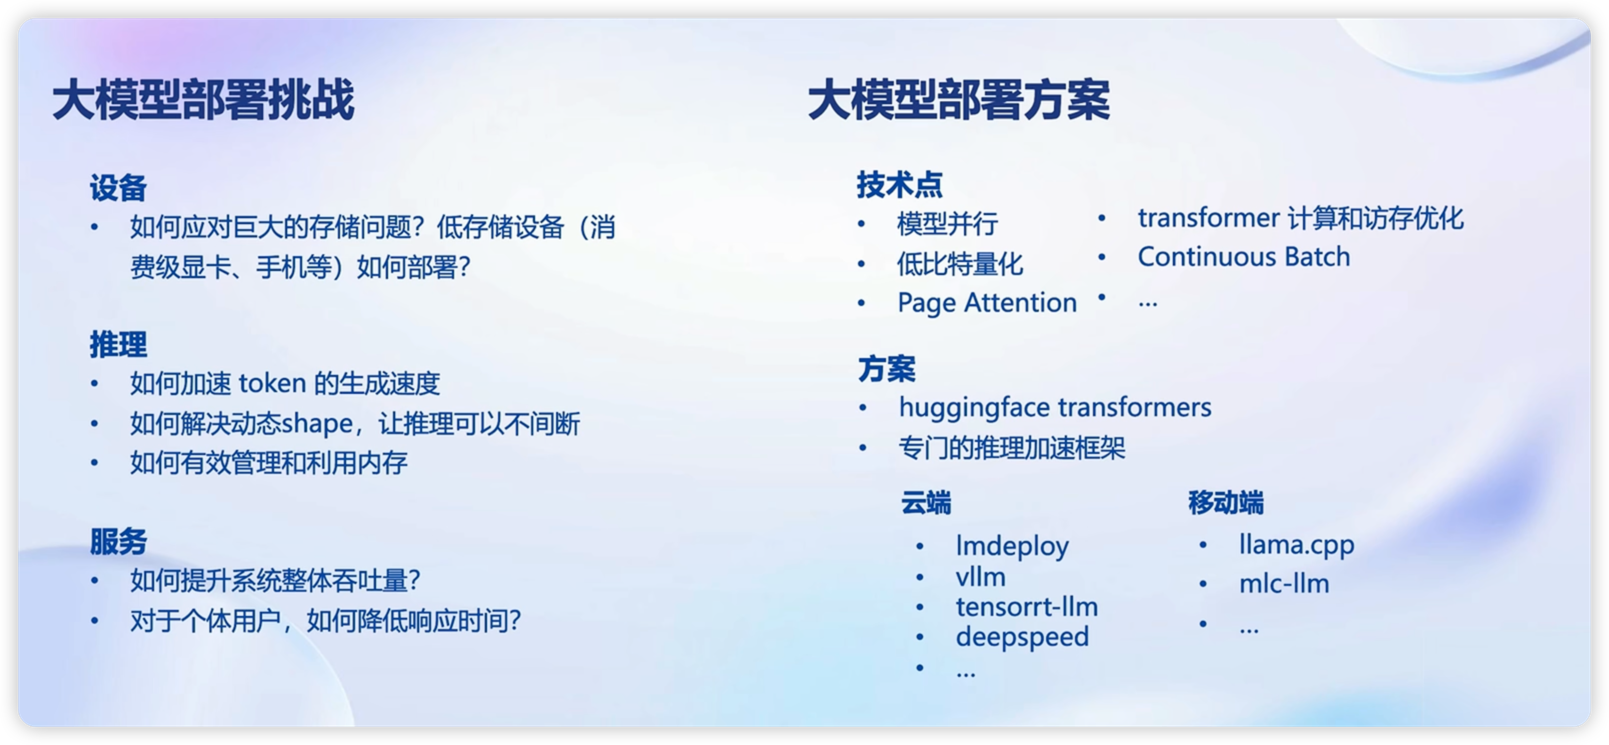 大模型部署挑战
设备
• 如何应对巨大的存储问题？低存储设备（消
费级显卡、手机等）如何部署？
推理
• 如何加速 token 的生成速度
• 如何解决动态shape，让推理可以不间断
• 如何有效管理和利用内存
服务
• 如何提升系统整体吞吐量？
• 对于个体用户，如何降低响应时间？
大模型部署方案
技术点
• 模型并行
• 低比特量化
• Page Attention
• transformer 计算和访存优化
• Continuous Batch
• ...
方案
• huggingface transformers
• 专门的推理加速框架
云端
• lmdeploy
• vllm
• tensorrt-llm
• deepspeed
• ...
移动端
• llama.cpp
• mlc-llm
• ...